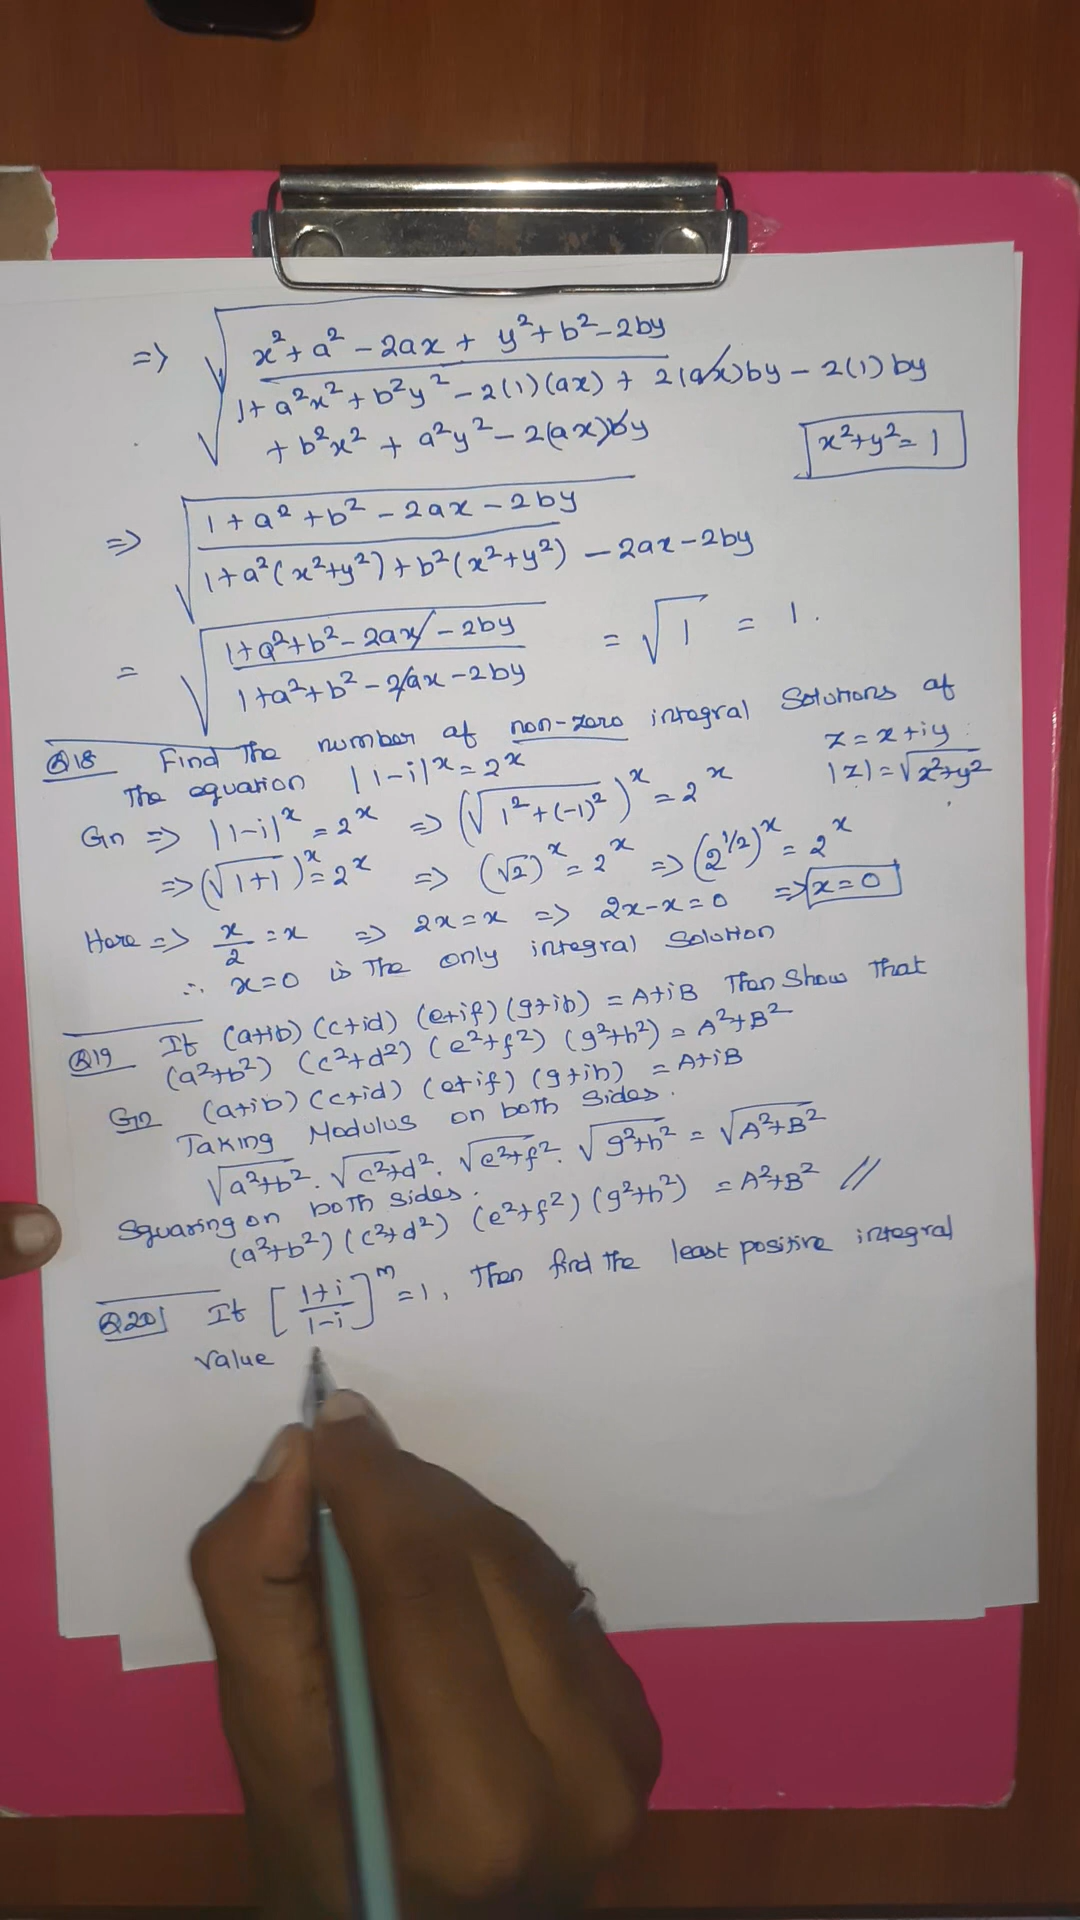 => √(x² + a² - 2ax + y² + b² - 2by) / √(1 + a²x² + b²y² - 2(1)(ax) + 2(ax)by - 2(1)by
+ b²x² + a²y² - 2(ax)by)
x² + y² = 1
=> √(1 + a² + b² - 2ax - 2by) / √(1 + a²(x²+y²) + b²(x²+y²) - 2ax - 2by)
= √(1 + a² + b² - 2ax - 2by) / √(1 + a² + b² - 2ax - 2by) = √1 = 1.
Q18 Find The number of non-zero integral Solutions of
The equation |1-i|ˣ = 2ˣ
z = x + iy
|z| = √x²+y²
Gn => |1-i|ˣ = 2ˣ => (√1² + (-1)²)ˣ = 2ˣ
=> (√1+1)ˣ = 2ˣ => (√2)ˣ = 2ˣ => (2^1/2)ˣ = 2ˣ
Here => x/2 = x => 2x = x => 2x - x = 0 => x = 0
∴ x = 0 is The only integral Solution
Q19 If (a+ib) (c+id) (e+if) (g+ib) = A+iB Then Show That
(a²+b²) (c²+d²) (e²+f²) (g²+h²) = A²+B²
Gn (a+ib) (c+id) (e+if) (g+ih) = A+iB
Taking Modulus on both Sides.
√a²+b² . √c²+d² . √e²+f² . √g²+h² = √A²+B²
Squaring on both Sides.
(a²+b²) (c²+d²) (e²+f²) (g²+h²) = A²+B² //
Q20 If [1+i / 1-i]ᵐ = 1, Then find The least positive integral
Value